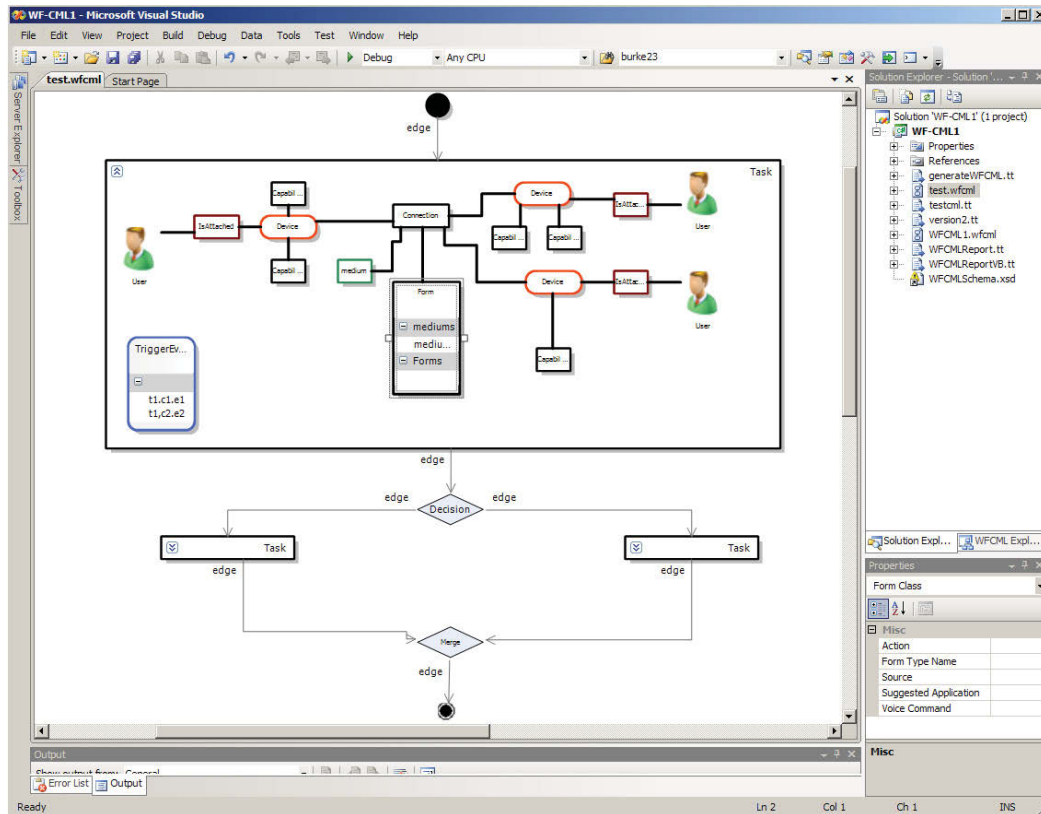 WF-CML1 - Microsoft Visual Studio
File Edit View Project Build Debug Data Tools Test Window Help
Debug Any CPU burke23
Server Explorer
Toolbox
test.wfcml Start Page
edge
Task
Capabil ...
IsAttached
Device
Capabil ...
User
Connection
medium
Form
mediums
mediu...
Forms
Device
Capabil ...
Capabil ...
IsAttac...
User
Device
Capabil ...
IsAttac...
User
TriggerEv...
t1.c1.e1
t1,c2.e2
edge
edge
Decision
edge
Task
Task
edge
edge
Merge
edge
Solution Explorer - Solution '...
Solution 'WF-CML1' (1 project)
WF-CML1
Properties
References
generateWFCML.tt
test.wfcml
testcml.tt
version2.tt
WFCML1.wfcml
WFCMLReport.tt
WFCMLReportVB.tt
WFCMLSchema.xsd
Solution Expl... WFCML Expl...
Properties
Form Class
Misc
Action
Form Type Name
Source
Suggested Application
Voice Command
Misc
Output
Show output from: General
Error List Output
Ready Ln 2 Col 1 Ch 1 INS